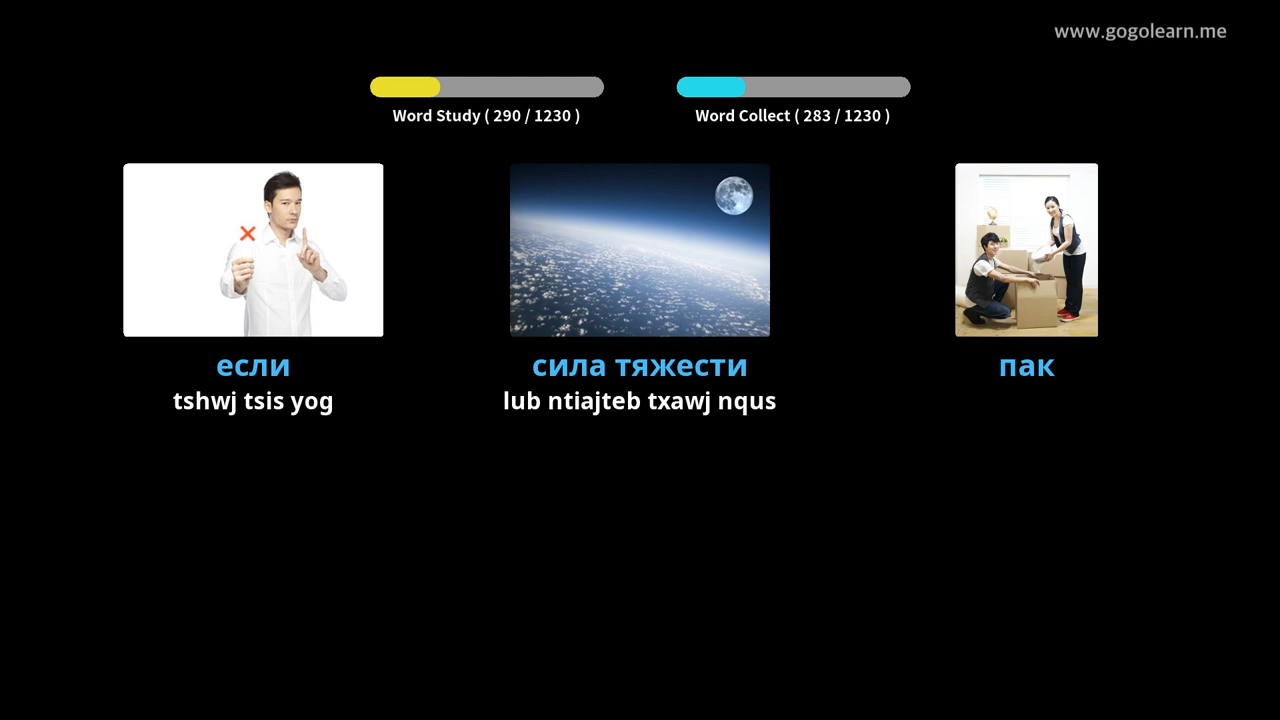 www.gogolearn.me
Word Study ( 290 / 1230 )
Word Collect ( 283 / 1230 )
если
tshwj tsis yog
сила тяжести
lub ntiajteb txawj nqus
пак